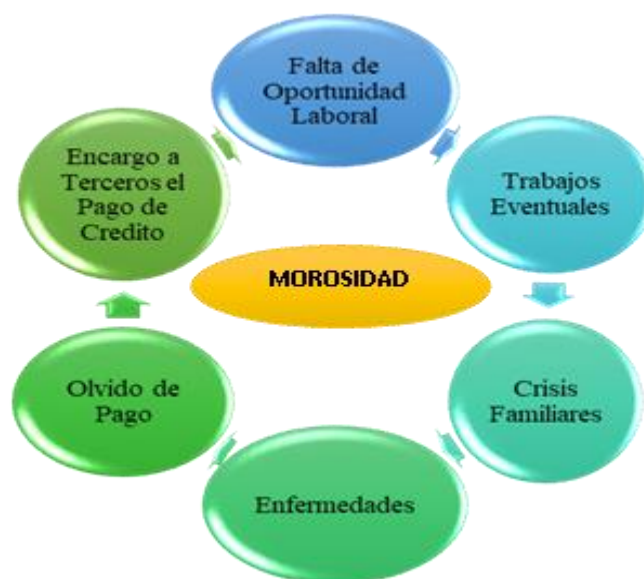 Falta de
Oportunidad
Laboral
Trabajos
Eventuales
Crisis
Familiares
Enfermedades
Olvido de
Pago
Encargo a
Terceros el
Pago de
Credito
MOROSIDAD